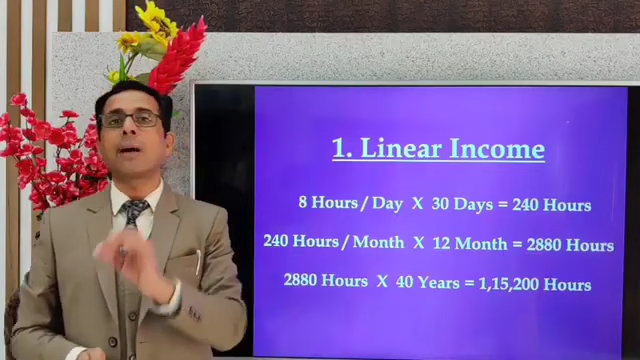 1. Linear Income
8 Hours / Day X 30 Days = 240 Hours
240 Hours / Month X 12 Month = 2880 Hours
2880 Hours X 40 Years = 1,15,200 Hours